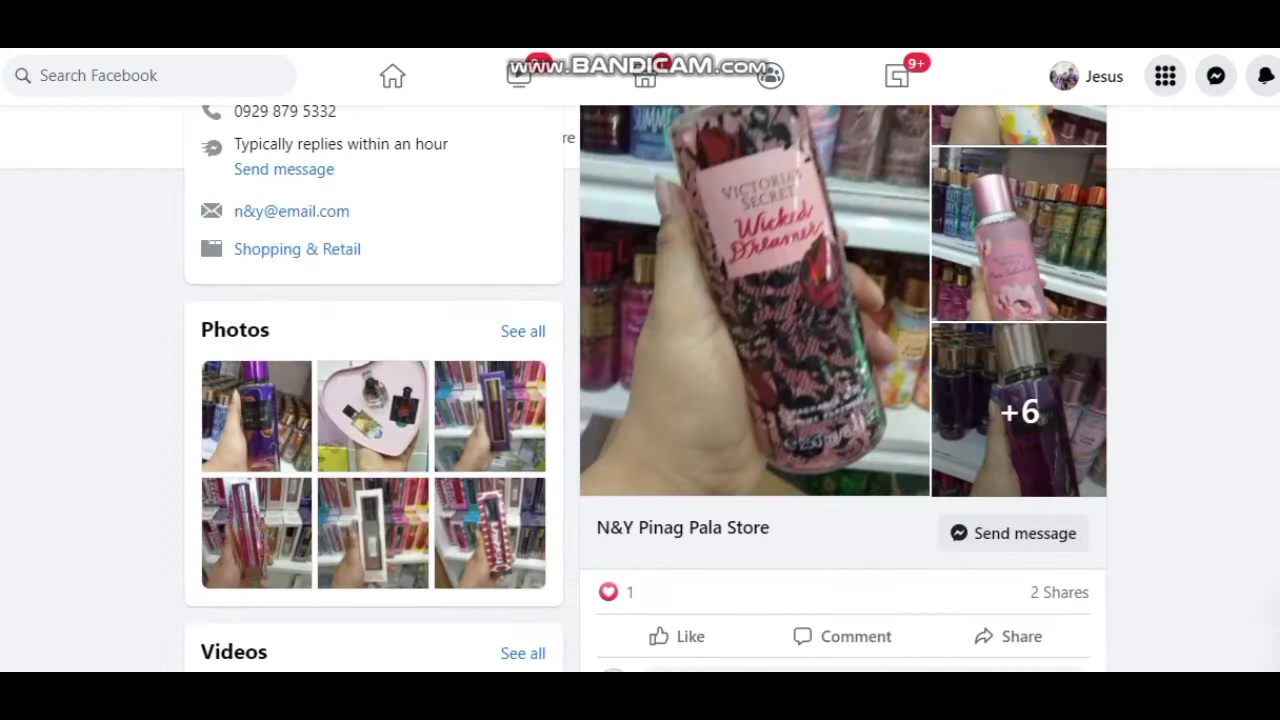 www.BANDICAM.com
Search Facebook
9+
Jesus
0929 879 5332
Typically replies within an hour
re
Send message
n&y@email.com
Shopping & Retail
Photos
See all
VICTORIA'S
SECRET
Wicked
Dreamer
+6
N&Y Pinag Pala Store
Send message
1
2 Shares
Like
Comment
Share
Videos
See all